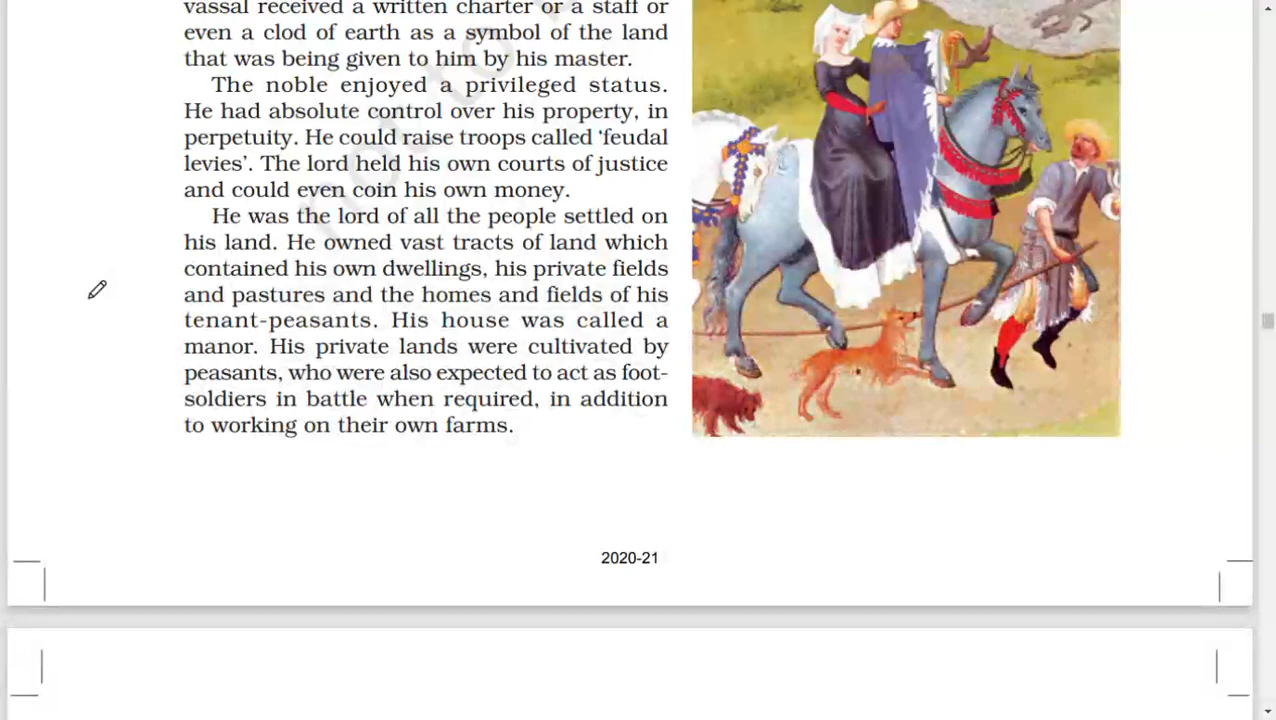 vassal received a written charter or a staff or
even a clod of earth as a symbol of the land
that was being given to him by his master.
The noble enjoyed a privileged status.
He had absolute control over his property, in
perpetuity. He could raise troops called ‘feudal
levies’. The lord held his own courts of justice
and could even coin his own money.
He was the lord of all the people settled on
his land. He owned vast tracts of land which
contained his own dwellings, his private fields
and pastures and the homes and fields of his
tenant-peasants. His house was called a
manor. His private lands were cultivated by
peasants, who were also expected to act as foot-
soldiers in battle when required, in addition
to working on their own farms.
not to
2020-21